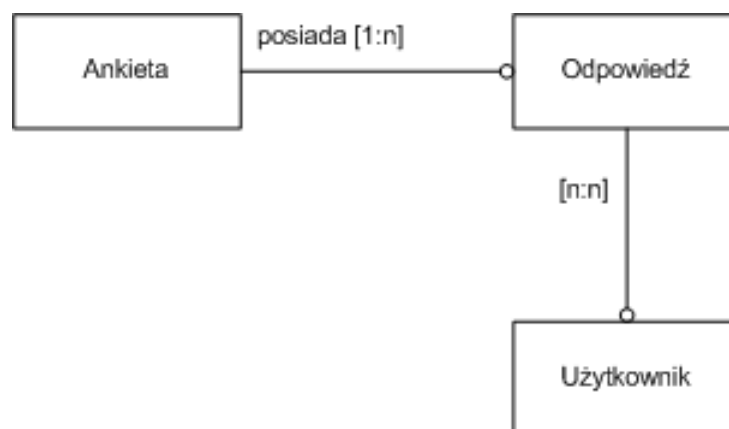 posiada [1:n]
Ankieta
Odpowiedź
[n:n]
Użytkownik